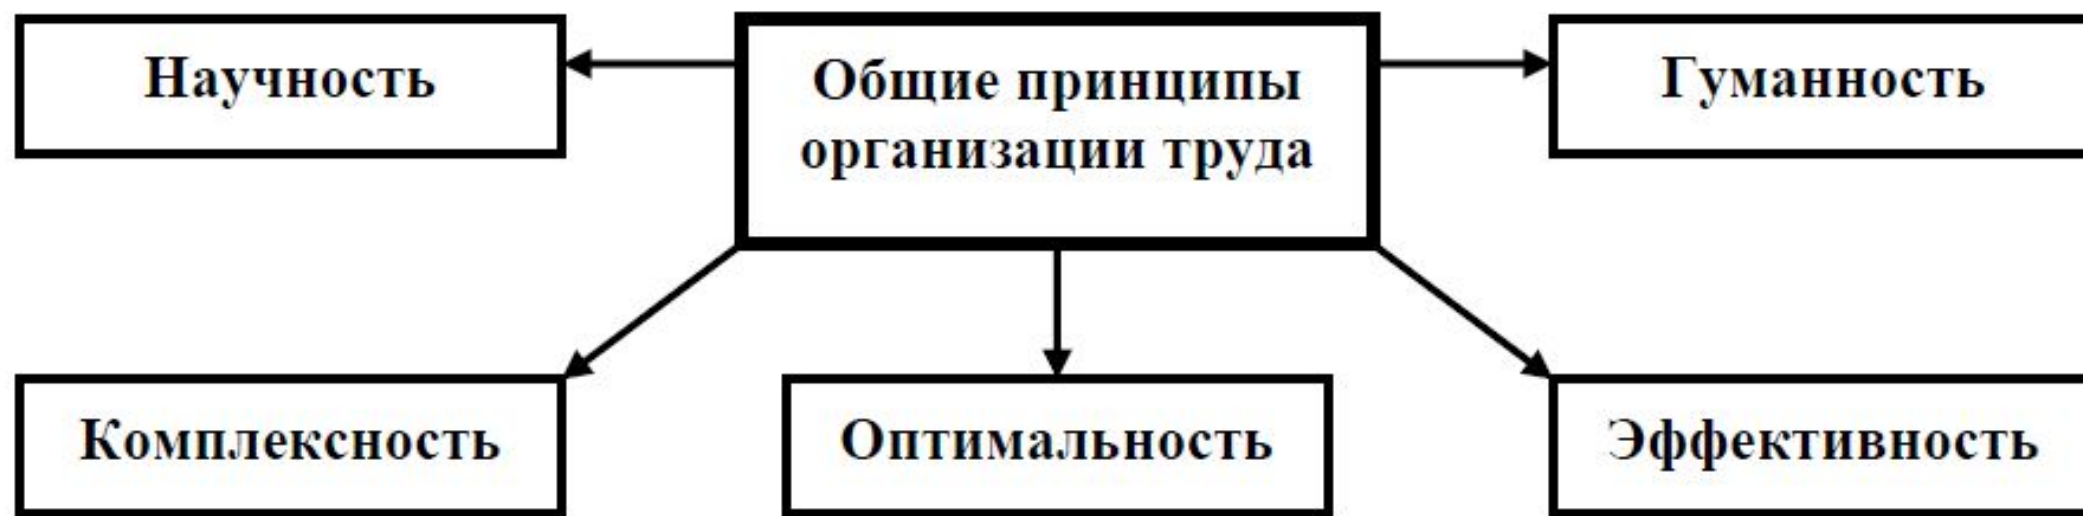 Научность
Общие принципы
организации труда
Гуманность
Комплексность
Оптимальность
Эффективность